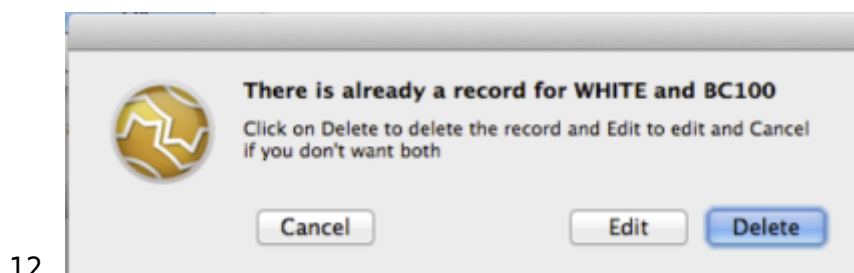 There is already a record for WHITE and BC100
Click on Delete to delete the record and Edit to edit and Cancel
if you don't want both
Cancel Edit Delete
12